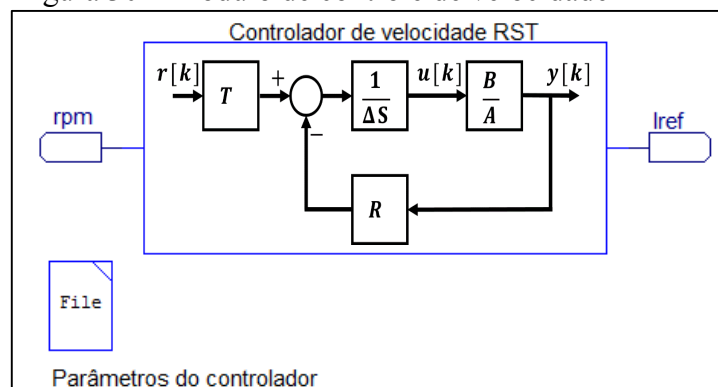 Controlador de velocidade RST
r[k]
T
+
−
1
ΔS
u[k]
B
A
y[k]
R
rpm
Iref
File
Parâmetros do controlador